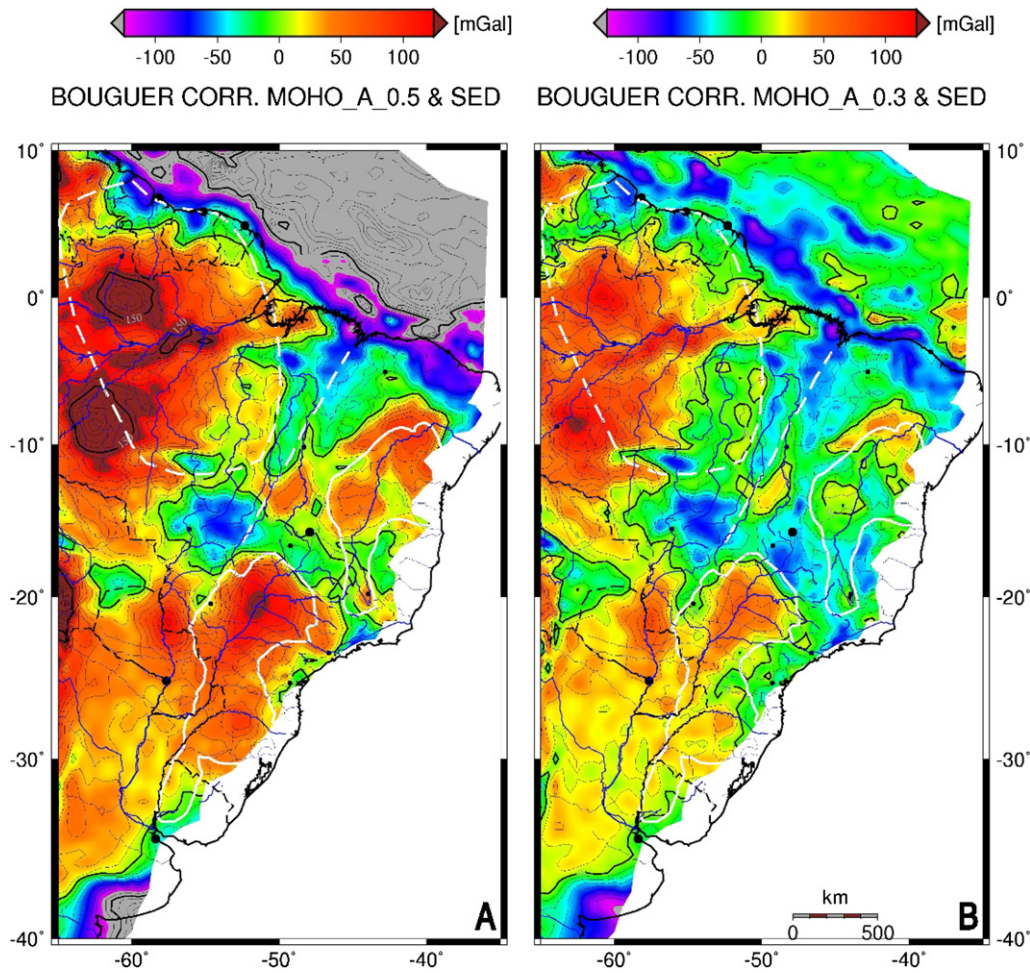 [mGal] [mGal]
-100 -50 0 50 100 -100 -50 0 50 100
BOUGUER CORR. MOHO_A_0.5 & SED BOUGUER CORR. MOHO_A_0.3 & SED
10˚ 10˚
150
0˚ 0˚
150
-10˚ -10˚
-20˚ -20˚
-30˚ -30˚
km
A B
0 500
-40˚ -40˚
-60˚ -50˚ -40˚ -60˚ -50˚ -40˚